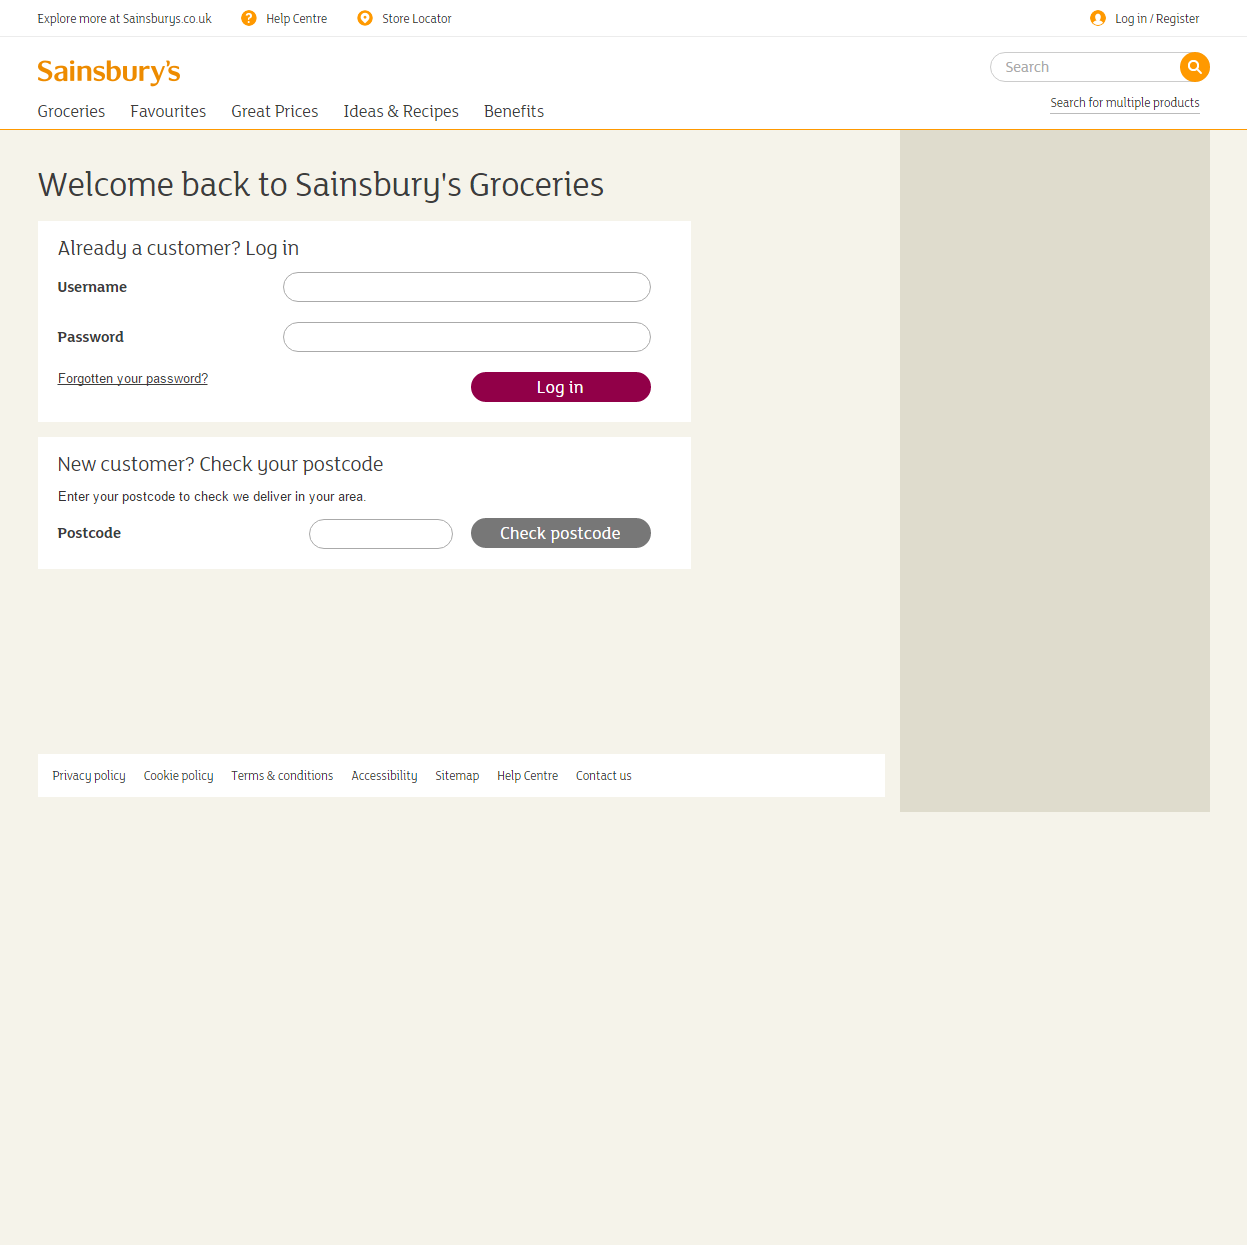 Explore more at Sainsburys.co.uk
Help Centre
Store Locator
Log in / Register
Sainsbury's
Search
Groceries
Favourites
Great Prices
Ideas & Recipes
Benefits
Search for multiple products
Welcome back to Sainsbury's Groceries
Already a customer? Log in
Username
Password
Forgotten your password?
Log in
New customer? Check your postcode
Enter your postcode to check we deliver in your area.
Postcode
Check postcode
Privacy policy
Cookie policy
Terms & conditions
Accessibility
Sitemap
Help Centre
Contact us